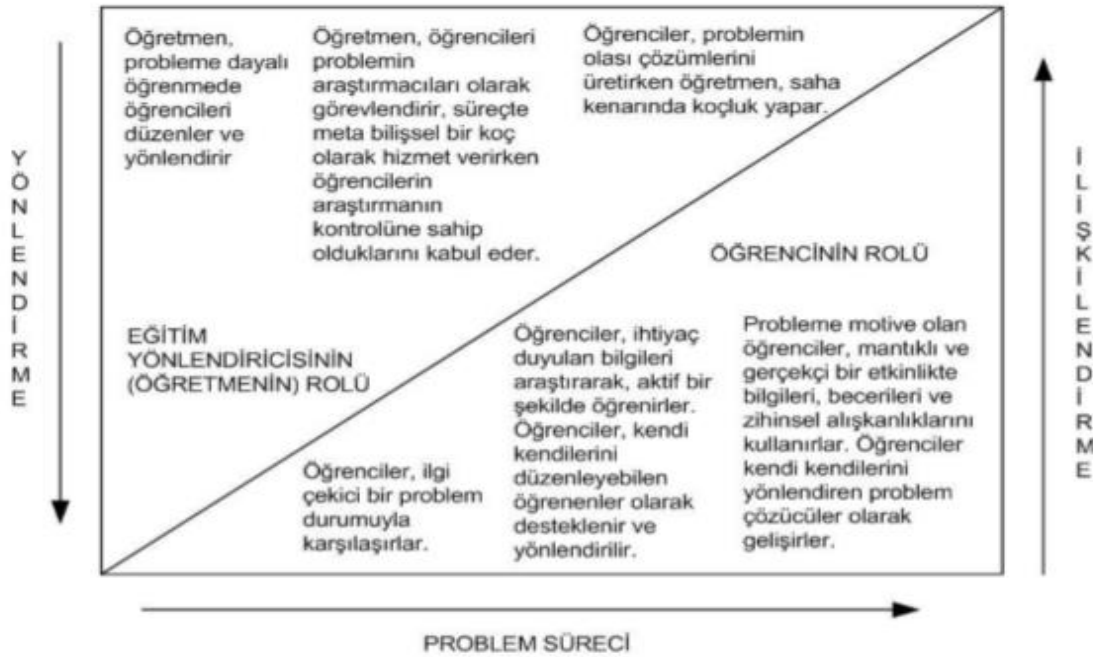 YÖNLENDİRME
Öğretmen,
probleme dayalı
öğrenmede
öğrencileri
düzenler ve
yönlendirir
Öğretmen, öğrencileri
problemin
araştırmacıları olarak
görevlendirir, süreçte
meta bilişsel bir koç
olarak hizmet verirken
öğrencilerin
araştırmanın
kontrolüne sahip
olduklarını kabul eder.
Öğrenciler, problemin
olası çözümlerini
üretirken öğretmen, saha
kenarında koçluk yapar.
EĞİTİM
YÖNLENDİRİCİSİNİN
(ÖĞRETMENİN) ROLÜ
ÖĞRENCİNİN ROLÜ
Öğrenciler, ilgi
çekici bir problem
durumuyla
karşılaşırlar.
Öğrenciler, ihtiyaç
duyulan bilgileri
araştırarak, aktif bir
şekilde öğrenirler.
Öğrenciler, kendi
kendilerini
düzenleyebilen
öğrenenler olarak
desteklenir ve
yönlendirilir.
Probleme motive olan
öğrenciler, mantıklı ve
gerçekçi bir etkinlikte
bilgileri, becerileri ve
zihinsel alışkanlıklarını
kullanırlar. Öğrenciler
kendi kendilerini
yönlendiren problem
çözücüler olarak
gelişirler.
İLİŞKİLENDİRME
PROBLEM SÜRECİ